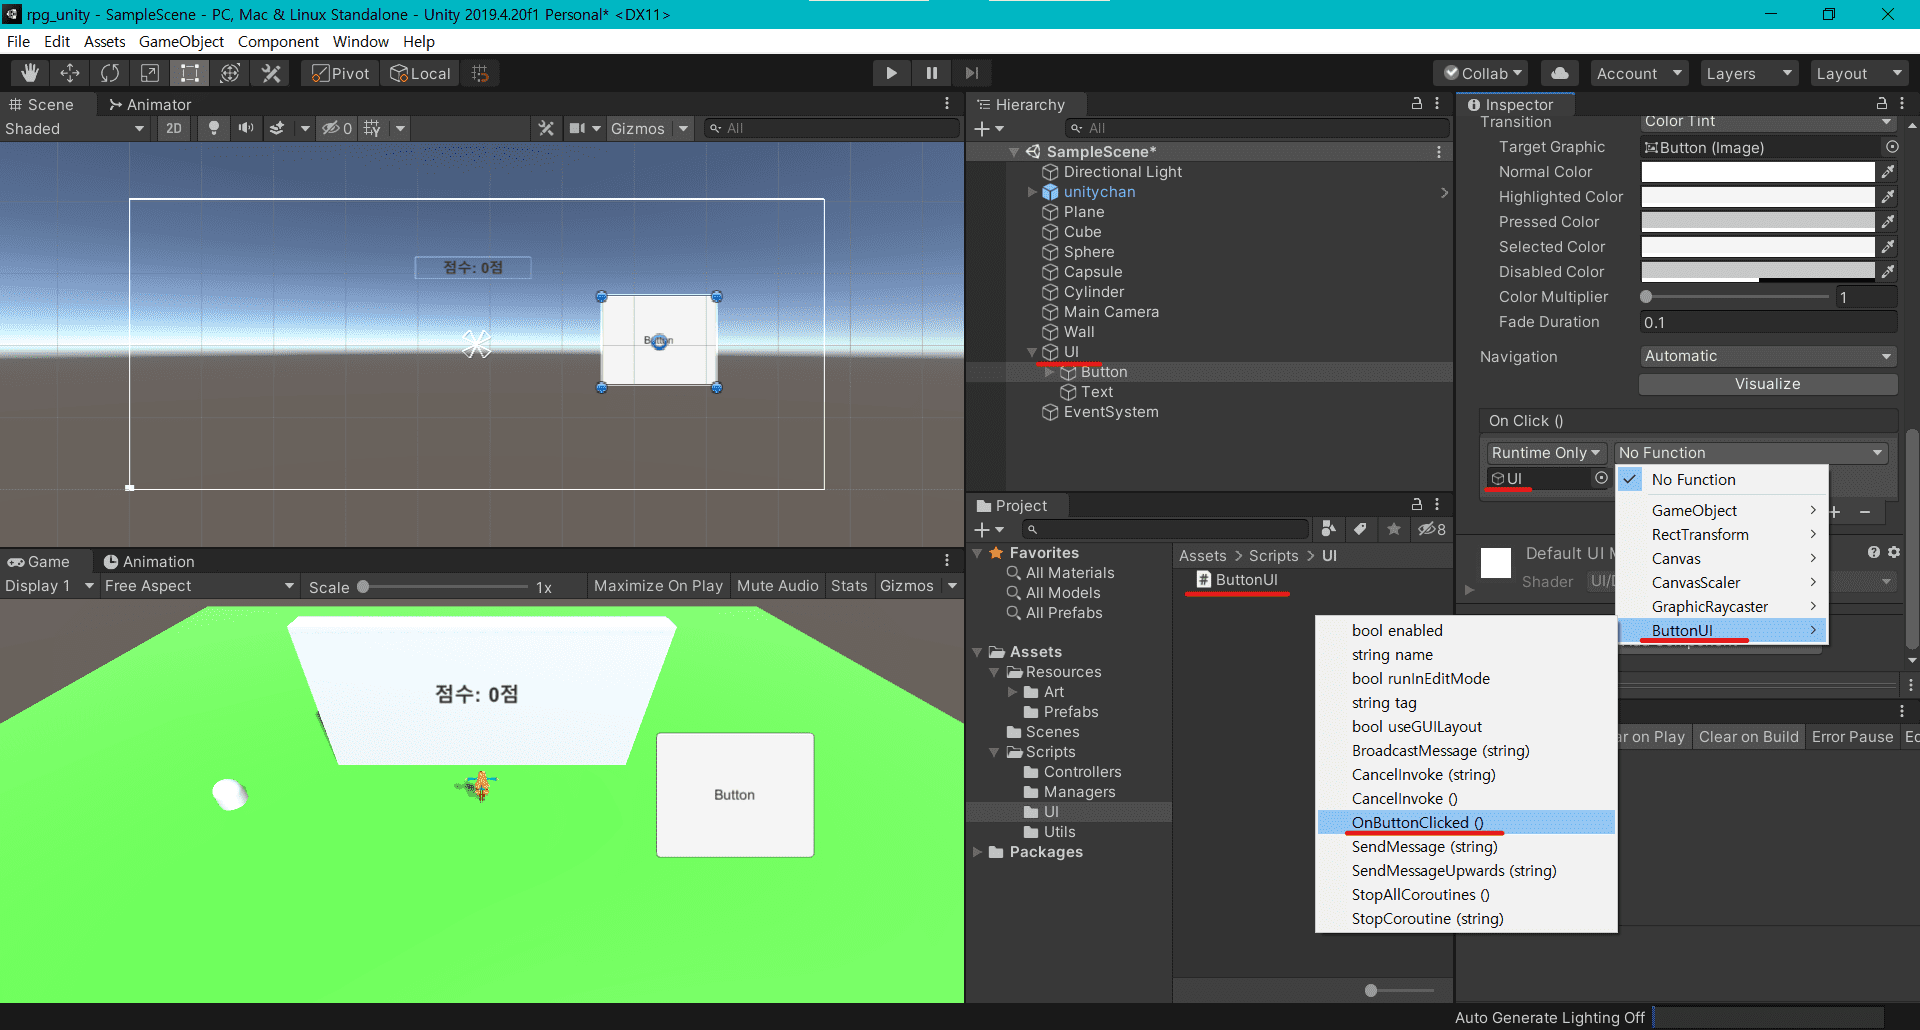 rpg_unity - SampleScene - PC, Mac & Linux Standalone - Unity 2019.4.20f1 Personal* <DX11>
File Edit Assets GameObject Component Window Help
Pivot Local Collab Account Layers Layout
Scene Animator
Shaded 2D 0 Gizmos All
점수: 0점
Button
Game Animation
Display 1 Free Aspect Scale 1x Maximize On Play Mute Audio Stats Gizmos
점수: 0점
Button
Hierarchy
All
SampleScene*
Directional Light
unitychan
Plane
Cube
Sphere
Capsule
Cylinder
Main Camera
Wall
UI
Button
Text
EventSystem
Project
8
Favorites
All Materials
All Models
All Prefabs
Assets
Resources
Art
Prefabs
Scenes
Scripts
Controllers
Managers
UI
Utils
Packages
Assets > Scripts > UI
ButtonUI
Inspector
Transition Color Tint
Target Graphic Button (Image)
Normal Color
Highlighted Color
Pressed Color
Selected Color
Disabled Color
Color Multiplier 1
Fade Duration 0.1
Navigation Automatic
Visualize
On Click ()
Runtime Only No Function
UI
No Function
GameObject
RectTransform
Canvas
CanvasScaler
GraphicRaycaster
ButtonUI
Default UI
Shader UI/
bool enabled
string name
bool runInEditMode
string tag
bool useGUILayout
BroadcastMessage (string)
CancelInvoke (string)
CancelInvoke ()
OnButtonClicked ()
SendMessage (string)
SendMessageUpwards (string)
StopAllCoroutines ()
StopCoroutine (string)
on Play Clear on Build Error Pause
Auto Generate Lighting Off